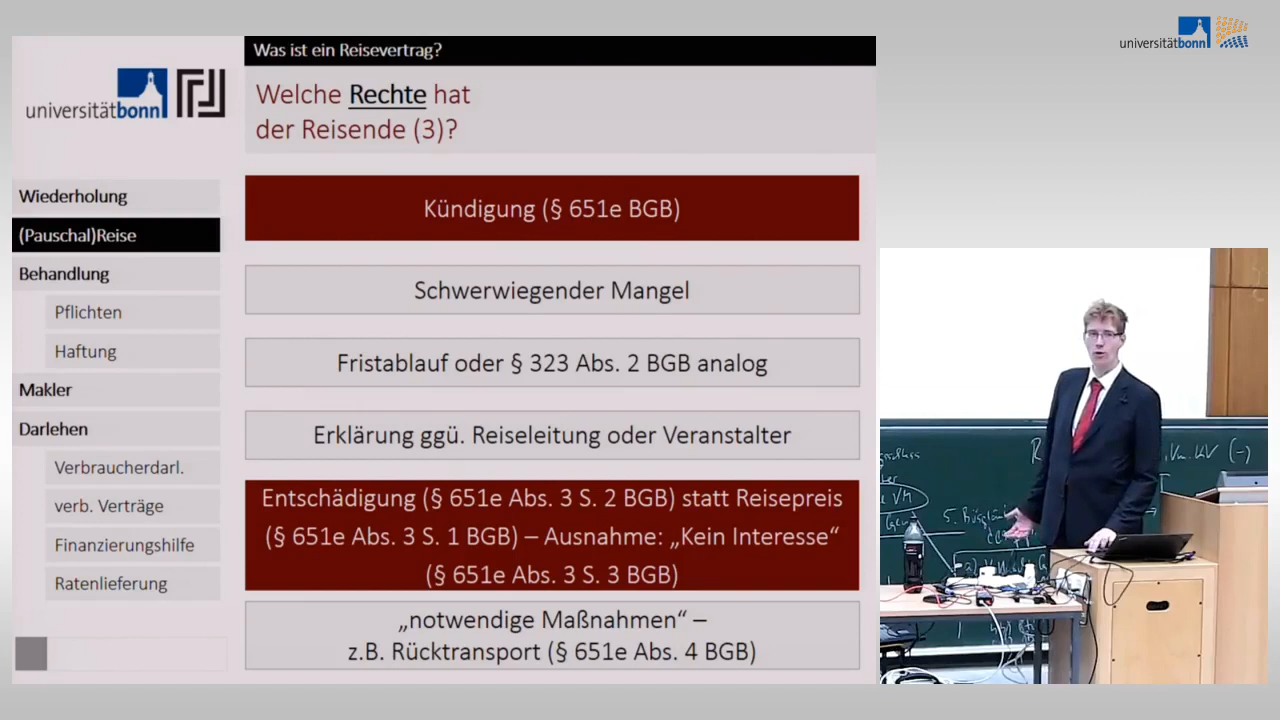 universitätbonn
Was ist ein Reisevertrag?
universitätbonn
Welche Rechte hat
der Reisende (3)?
Wiederholung
(Pauschal)Reise
Behandlung
Pflichten
Haftung
Makler
Darlehen
Verbraucherdarl.
verb. Verträge
Finanzierungshilfe
Ratenlieferung
Kündigung (§ 651e BGB)
Schwerwiegender Mangel
Fristablauf oder § 323 Abs. 2 BGB analog
Erklärung ggü. Reiseleitung oder Veranstalter
Entschädigung (§ 651e Abs. 3 S. 2 BGB) statt Reisepreis
(§ 651e Abs. 3 S. 1 BGB) – Ausnahme: „Kein Interesse“
(§ 651e Abs. 3 S. 3 BGB)
„notwendige Maßnahmen“ –
z.B. Rücktransport (§ 651e Abs. 4 BGB)